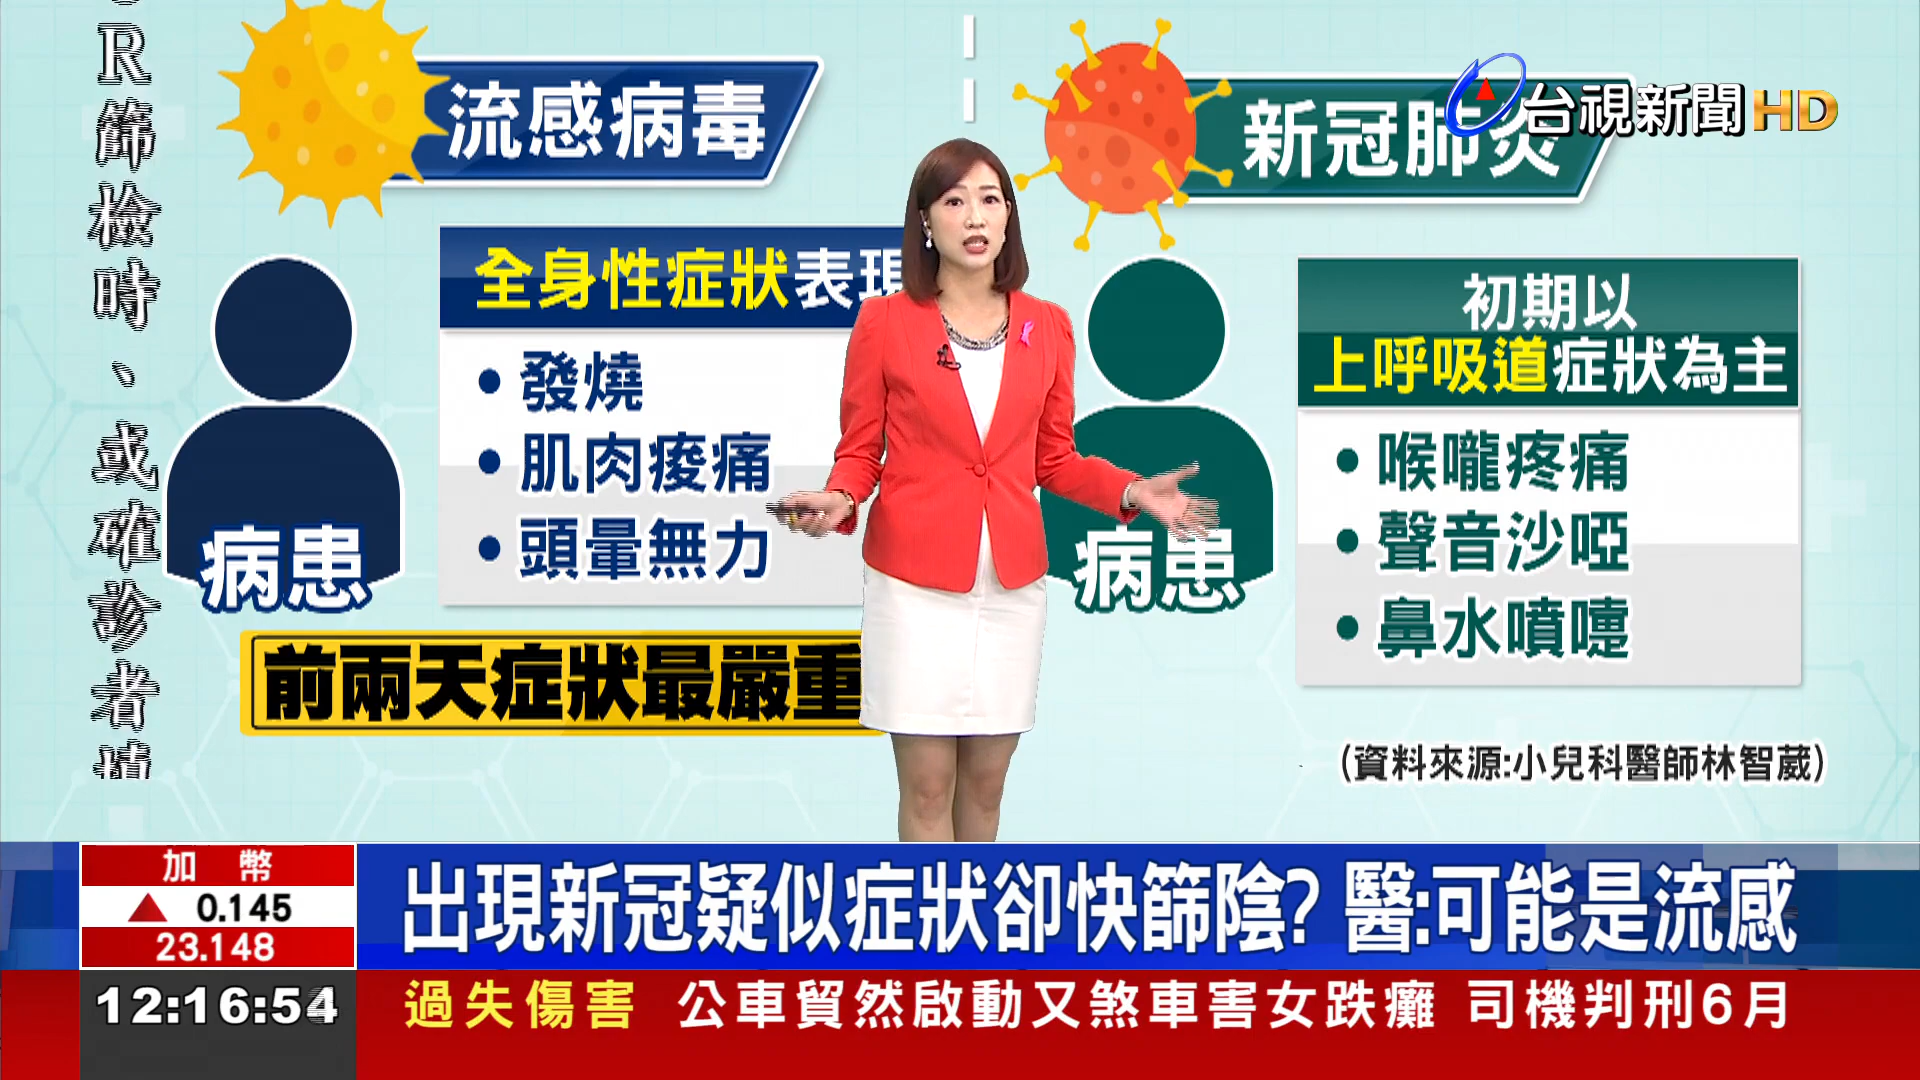 R篩檢時、或確診者填
流感病毒
新冠肺炎
台視新聞HD
全身性症狀表現
• 發燒
• 肌肉痠痛
• 頭暈無力
病患
前兩天症狀最嚴重
初期以
上呼吸道症狀為主
• 喉嚨疼痛
• 聲音沙啞
• 鼻水噴嚏
病患
(資料來源:小兒科醫師林智葳)
加 幣
▲ 0.145
23.148
出現新冠疑似症狀卻快篩陰? 醫:可能是流感
12:16:54
過失傷害 公車貿然啟動又煞車害女跌癱 司機判刑6月